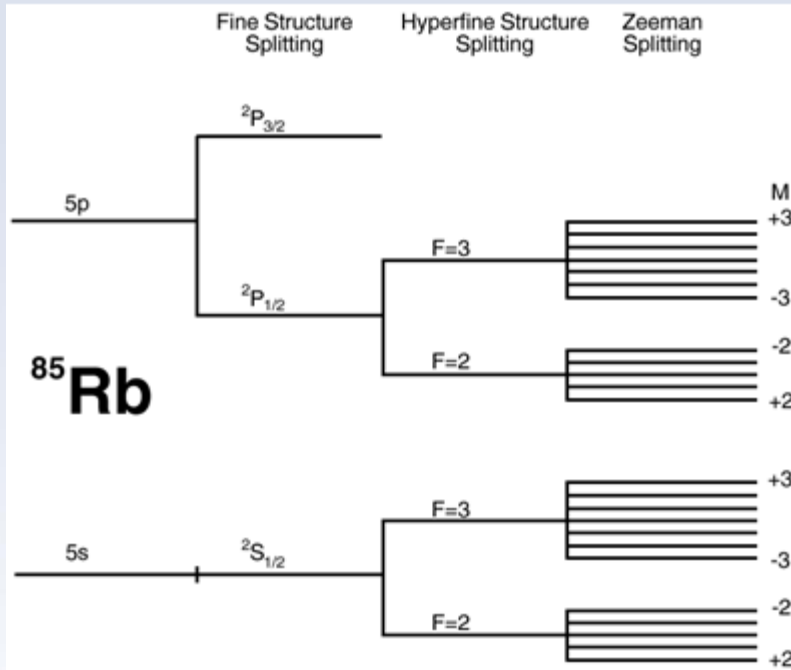 Fine Structure
Splitting
Hyperfine Structure
Splitting
Zeeman
Splitting
²P₃/₂
M
5p
+3
F=3
²P₁/₂
-3
-2
F=2
⁸⁵Rb
+2
+3
F=3
5s
²S₁/₂
-3
-2
F=2
+2